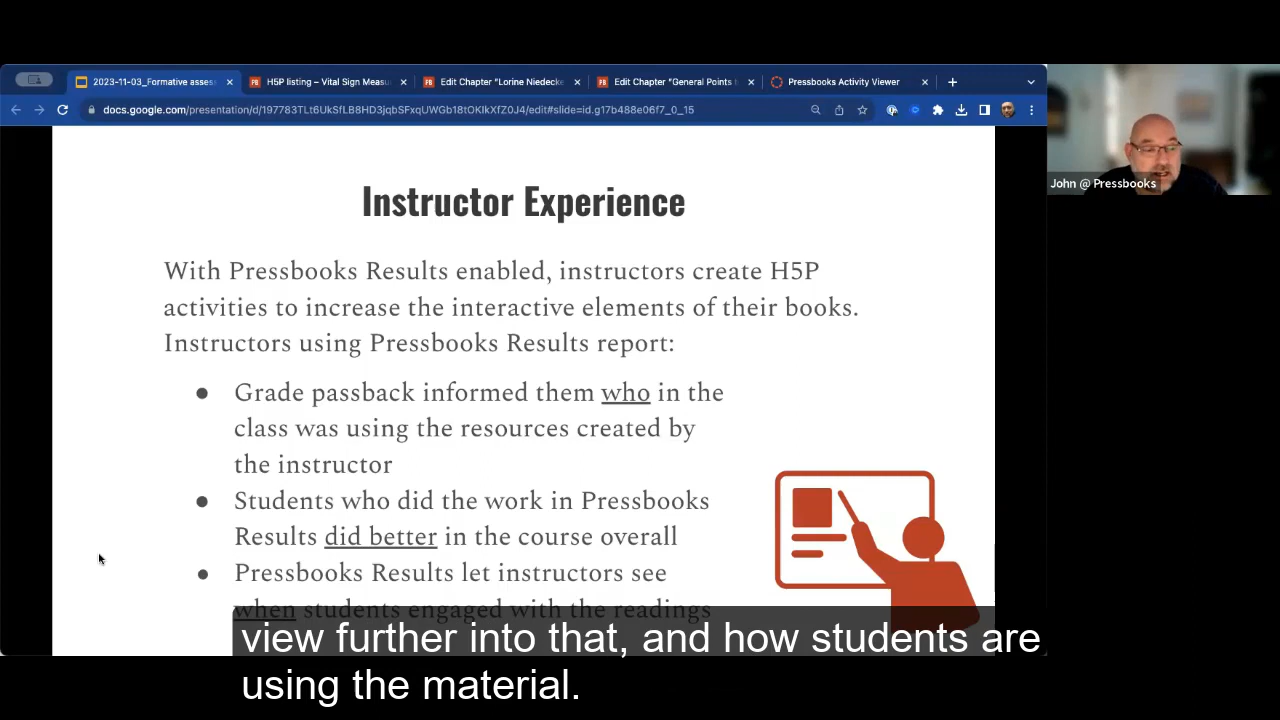 2023-11-03_Formative asses
H5P listing – Vital Sign Measu
Edit Chapter "Lorine Niedecke
Edit Chapter "General Points
Pressbooks Activity Viewer
docs.google.com/presentation/d/197783TLt6UkSfLB8HD3jqbSFxqUWGb18tOKlkXfZ0J4/edit#slide=id.g17b488e06f7_0_15
John @ Pressbooks
Instructor Experience
With Pressbooks Results enabled, instructors create H5P
activities to increase the interactive elements of their books.
Instructors using Pressbooks Results report:
● Grade passback informed them who in the
class was using the resources created by
the instructor
● Students who did the work in Pressbooks
Results did better in the course overall
● Pressbooks Results let instructors see
when students engaged with the readings
view further into that, and how students are
using the material.